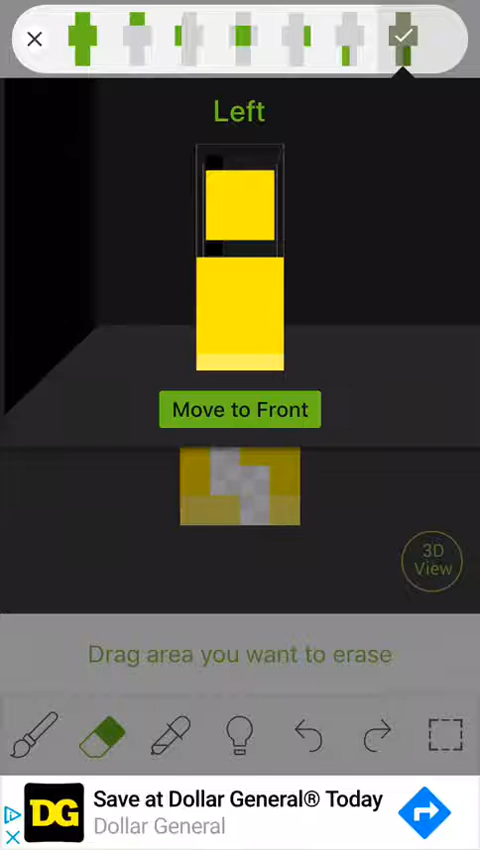 Left
Move to Front
3D
View
Drag area you want to erase
DG
Save at Dollar General® Today
Dollar General